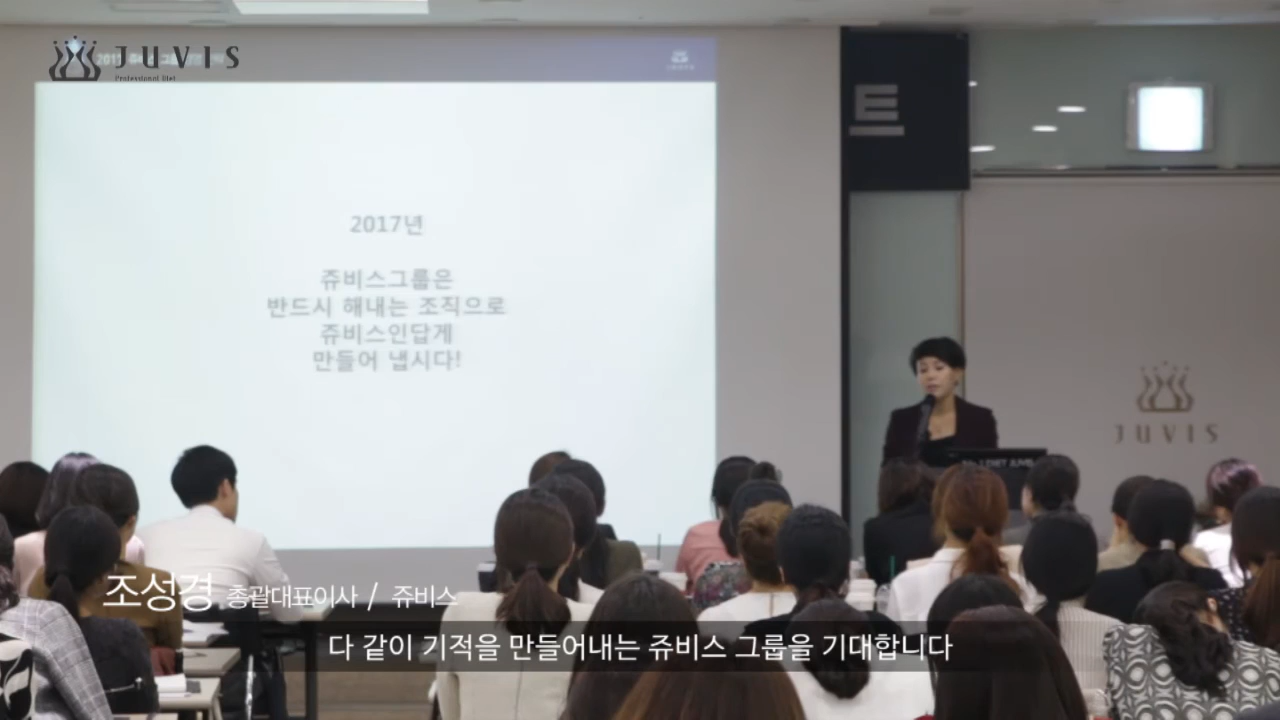 JUVIS
Professional Diet
2017년
쥬비스그룹은
반드시 해내는 조직으로
쥬비스인답게
만들어 냅시다!
트
JUVIS
조성경 총괄대표이사 / 쥬비스
다 같이 기적을 만들어내는 쥬비스 그룹을 기대합니다